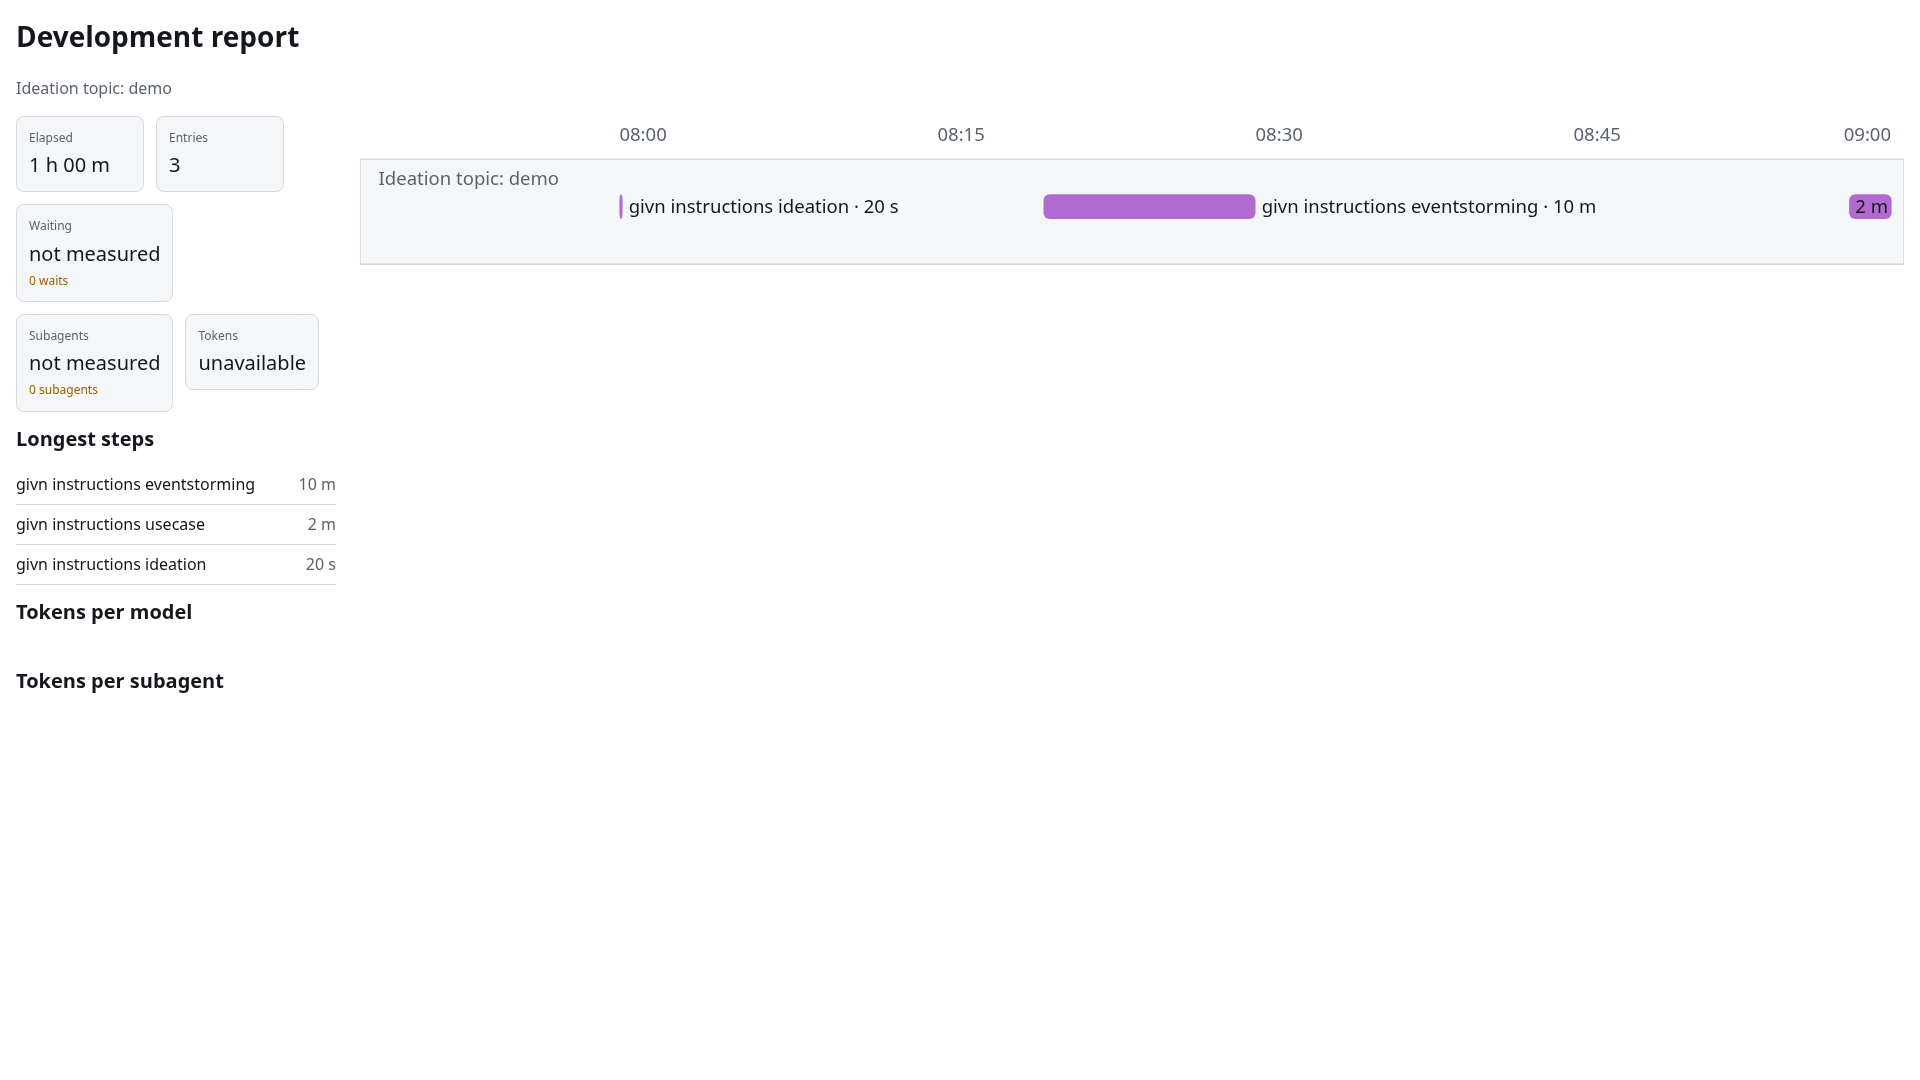 Development report
Ideation topic: demo
Elapsed
1 h 00 m
Entries
3
Waiting
not measured
0 waits
Subagents
not measured
0 subagents
Tokens
unavailable
Longest steps
givn instructions eventstorming 10 m
givn instructions usecase 2 m
givn instructions ideation 20 s
Tokens per model
Tokens per subagent
08:00 08:15 08:30 08:45 09:00
Ideation topic: demo
givn instructions ideation · 20 s givn instructions eventstorming · 10 m 2 m